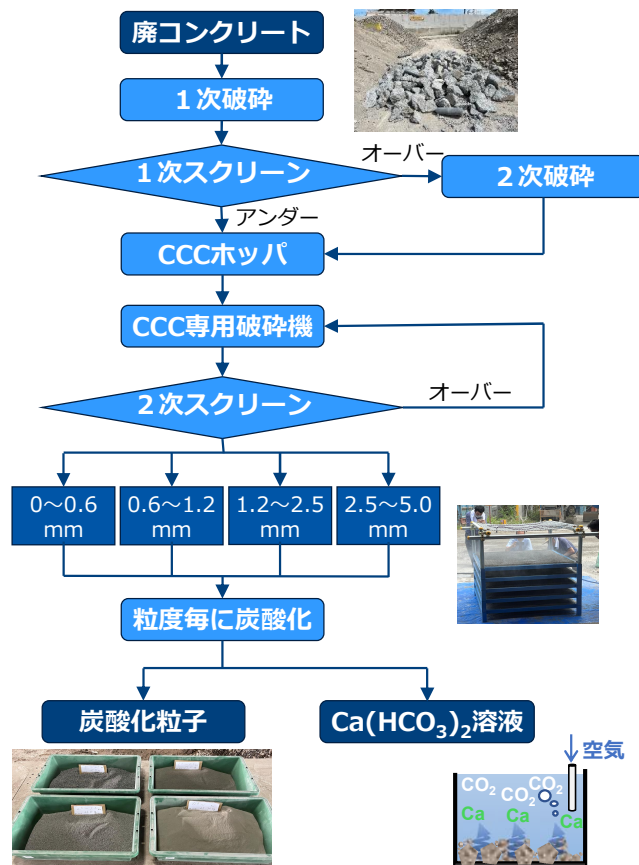 廃コンクリート
１次破砕
１次スクリーン
オーバー
２次破砕
アンダー
CCCホッパ
CCC専用破砕機
２次スクリーン
オーバー
0～0.6
mm
0.6～1.2
mm
1.2～2.5
mm
2.5～5.0
mm
粒度毎に炭酸化
炭酸化粒子
Ca(HCO₃)₂溶液
空気
CO₂
CO₂
CO₂
Ca
Ca
Ca